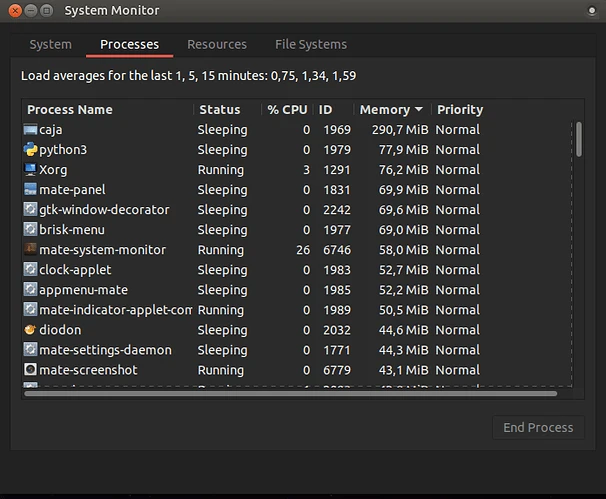 System Monitor
System Processes Resources File Systems
Load averages for the last 1, 5, 15 minutes: 0,75, 1,34, 1,59
Process Name Status % CPU ID Memory Priority
caja Sleeping 0 1969 290,7 MiB Normal
python3 Sleeping 0 1979 77,9 MiB Normal
Xorg Running 3 1291 76,2 MiB Normal
mate-panel Sleeping 0 1831 69,9 MiB Normal
gtk-window-decorator Sleeping 0 2242 69,6 MiB Normal
brisk-menu Sleeping 0 1977 69,0 MiB Normal
mate-system-monitor Running 26 6746 58,0 MiB Normal
clock-applet Sleeping 0 1983 52,7 MiB Normal
appmenu-mate Sleeping 0 1985 52,2 MiB Normal
mate-indicator-applet-com Running 0 1989 50,5 MiB Normal
diodon Sleeping 0 2032 44,6 MiB Normal
mate-settings-daemon Sleeping 0 1771 44,3 MiB Normal
mate-screenshot Running 0 6779 43,1 MiB Normal
End Process